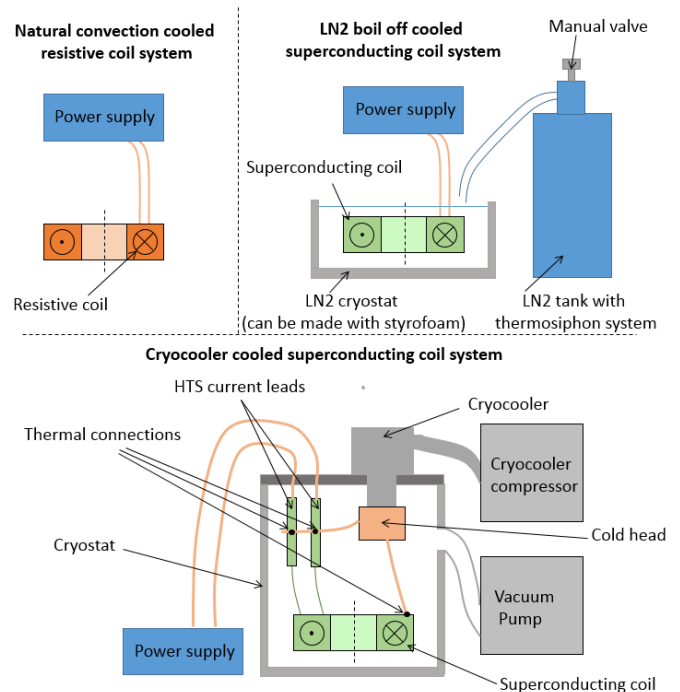 Natural convection cooled
resistive coil system
Power supply
Resistive coil
LN2 boil off cooled
superconducting coil system
Manual valve
Power supply
Superconducting coil
LN2 cryostat
(can be made with styrofoam)
LN2 tank with
thermosiphon system
Cryocooler cooled superconducting coil system
HTS current leads
Cryocooler
Thermal connections
Cryocooler
compressor
Cold head
Cryostat
Vacuum
Pump
Power supply
Superconducting coil